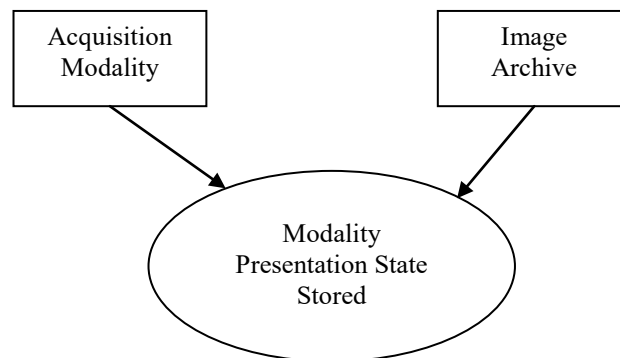 Acquisition
Modality
Image
Archive
Modality
Presentation State
Stored